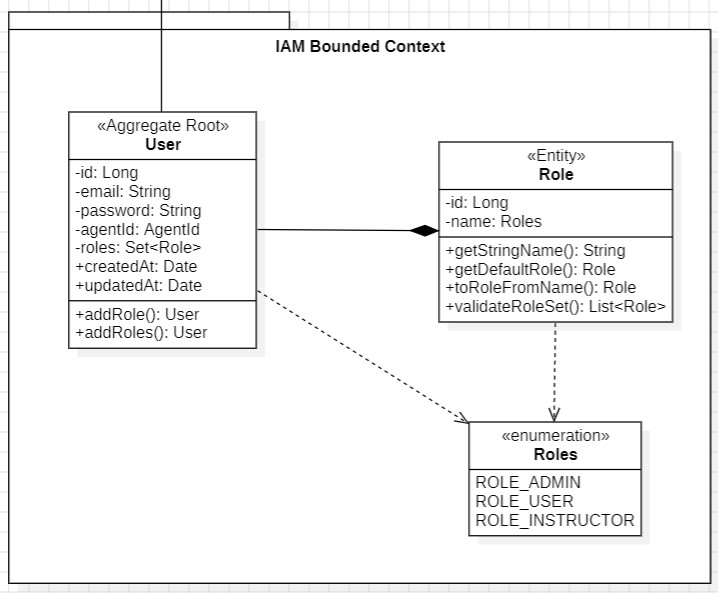 IAM Bounded Context
«Aggregate Root»
User
-id: Long
-email: String
-password: String
-agentId: AgentId
-roles: Set<Role>
+createdAt: Date
+updatedAt: Date
+addRole(): User
+addRoles(): User
«Entity»
Role
-id: Long
-name: Roles
+getStringName(): String
+getDefaultRole(): Role
+toRoleFromName(): Role
+validateRoleSet(): List<Role>
«enumeration»
Roles
ROLE_ADMIN
ROLE_USER
ROLE_INSTRUCTOR